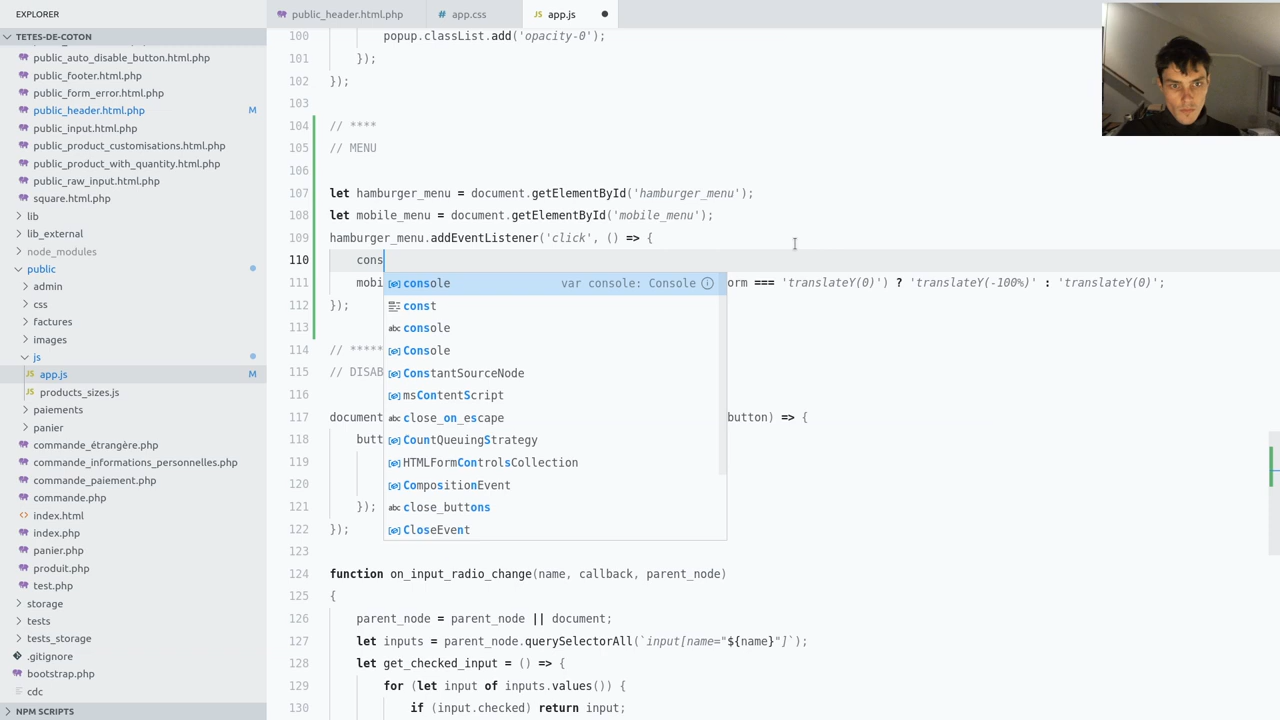 EXPLORER
TETES-DE-COTON
public_auto_disable_button.html.php
public_footer.html.php
public_form_error.html.php
public_header.html.php M
public_input.html.php
public_product_customisations.html.php
public_product_with_quantity.html.php
public_raw_input.html.php
square.html.php
lib
lib_external
node_modules
public
admin
css
factures
images
js
app.js M
products_sizes.js
paiements
panier
commande_étrangère.php
commande_informations_personnelles.php
commande_paiement.php
commande.php
index.html
index.php
panier.php
produit.php
test.php
storage
tests
tests_storage
.gitignore
bootstrap.php
cdc
NPM SCRIPTS
public_header.html.php
app.css
JS app.js
100 popup.classList.add('opacity-0');
101 });
102 });
103
104 // ****
105 // MENU
106
107 let hamburger_menu = document.getElementById('hamburger_menu');
108 let mobile_menu = document.getElementById('mobile_menu');
109 hamburger_menu.addEventListener('click', () => {
110 cons
111 mobi orm === 'translateY(0)') ? 'translateY(-100%)' : 'translateY(0)';
112 });
113
114 // *****
115 // DISAB
116
117 document button) => {
118 butt
119
120
121 });
122 });
123
124 function on_input_radio_change(name, callback, parent_node)
125 {
126 parent_node = parent_node || document;
127 let inputs = parent_node.querySelectorAll(`input[name="${name}"]`);
128 let get_checked_input = () => {
129 for (let input of inputs.values()) {
130 if (input.checked) return input;
console var console: Console
const
abc console
Console
ConstantSourceNode
msContentScript
abc close_on_escape
CountQueuingStrategy
HTMLFormControlsCollection
CompositionEvent
abc close_buttons
CloseEvent